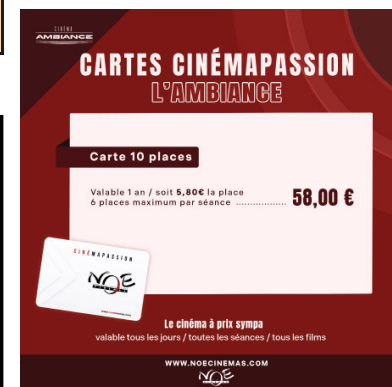 CINÉMA
AMBIANCE
CARTES CINÉMAPASSION
L'AMBIANCE
Carte 10 places
Valable 1 an / soit 5,80€ la place
6 places maximum par séance .................. 58,00 €
CINÉMAPASSION
NOE
Le cinéma à prix sympa
valable tous les jours / toutes les séances / tous les films
WWW.NOECINEMAS.COM
NOE